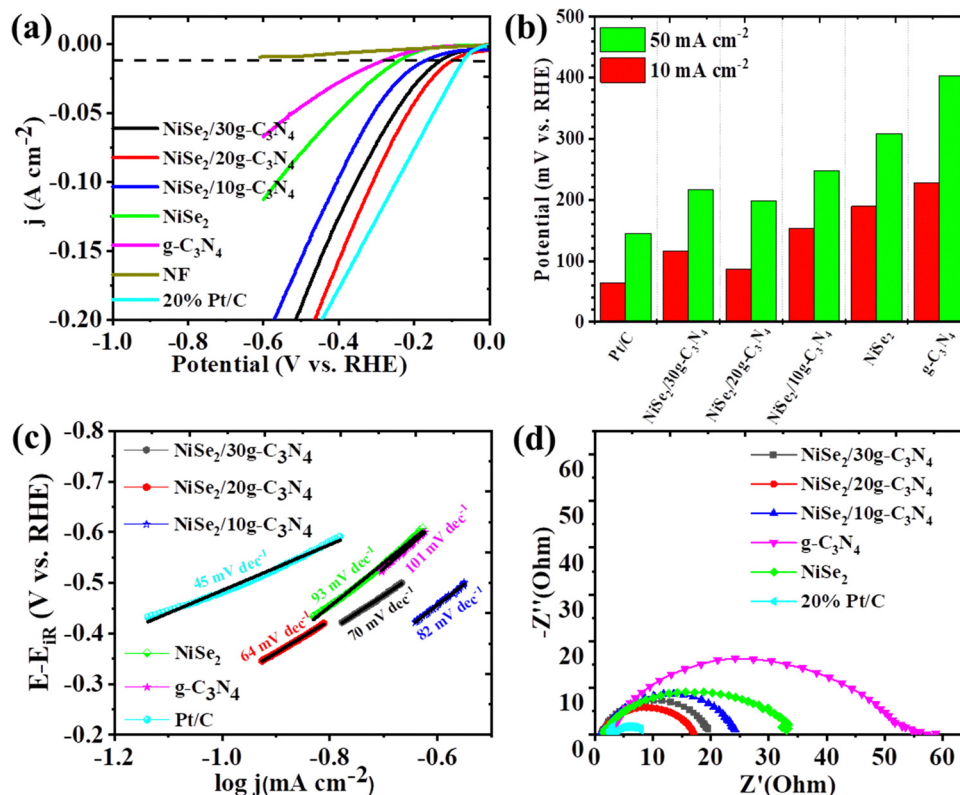 (a)
0.00
-0.05
-0.10
-0.15
-0.20
j (A cm-2)
NiSe2/30g-C3N4
NiSe2/20g-C3N4
NiSe2/10g-C3N4
NiSe2
g-C3N4
NF
20% Pt/C
-1.0 -0.8 -0.6 -0.4 -0.2 0.0
Potential (V vs. RHE)
(b)
500
400
300
200
100
0
Potential (mV vs. RHE)
50 mA cm-2
10 mA cm-2
Pt/C
NiSe2/30g-C3N4
NiSe2/20g-C3N4
NiSe2/10g-C3N4
NiSe2
g-C3N4
(c)
-0.8
-0.7
-0.6
-0.5
-0.4
-0.3
-0.2
E-EiR (V vs. RHE)
NiSe2/30g-C3N4
NiSe2/20g-C3N4
NiSe2/10g-C3N4
45 mV dec-1
93 mV dec-1
101 mV dec-1
64 mV dec-1
70 mV dec-1
82 mV dec-1
NiSe2
g-C3N4
Pt/C
-1.0 -0.8 -0.6
log j(mA cm-2)
(d)
60
50
40
30
20
10
0
-Z''(Ohm)
NiSe2/30g-C3N4
NiSe2/20g-C3N4
NiSe2/10g-C3N4
g-C3N4
NiSe2
20% Pt/C
0 10 20 30 40 50 60
Z'(Ohm)